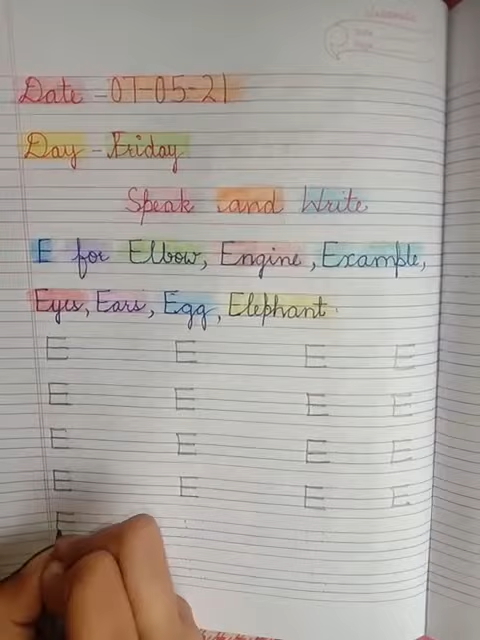 Date - 07-05-21
Day - Friday
Speak and Write
E for Elbow, Engine, Example,
Eyes, Ears, Egg, Elephant
E E E E
E E E E
E E E E
E E E E
E